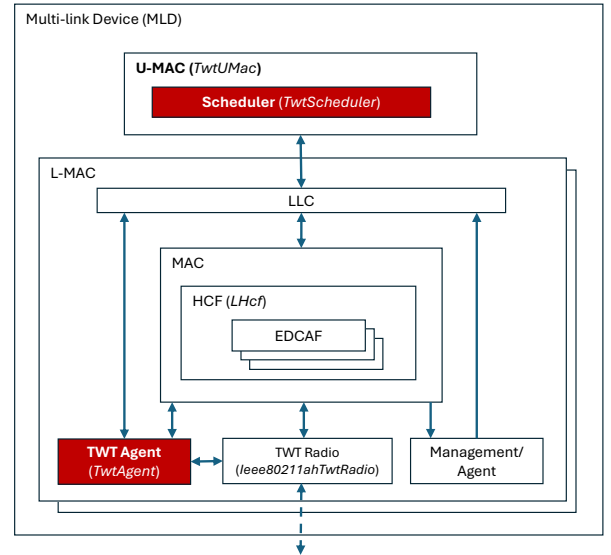 Multi-link Device (MLD)
U-MAC (TwtUMac)
Scheduler (TwtScheduler)
L-MAC
LLC
MAC
HCF (LHcf)
EDCAF
TWT Agent
(TwtAgent)
TWT Radio
(Ieee80211ahTwtRadio)
Management/
Agent